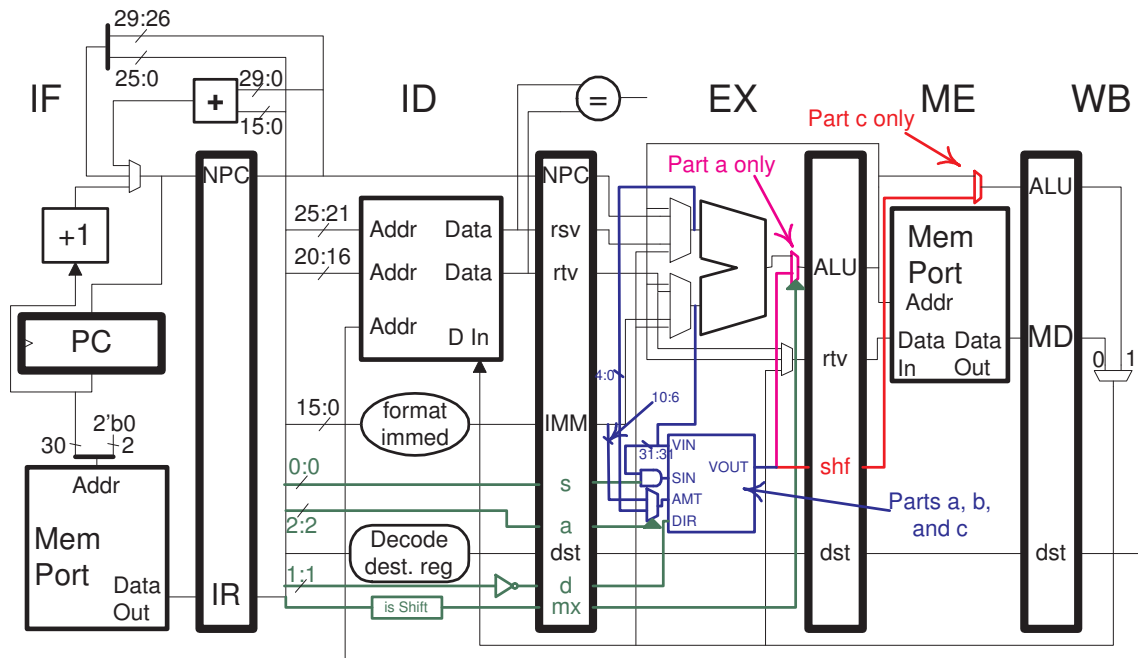 29:26
25:0
29:0
15:0
+
=
IF
ID
EX
ME
WB
Part c only
Part a only
NPC
NPC
ALU
+1
25:21
20:16
Addr Data
Addr Data
Addr
D In
rsv
rtv
ALU
Mem
Port
Addr
Data
In
Data
Out
MD
0
1
PC
rtv
4:0
10:6
15:0
format
immed
IMM
30
2'b0
2
Addr
Mem
Port
Data
Out
IR
0:0
s
31:31
VIN
SIN
AMT
DIR
VOUT
shf
Parts a, b,
and c
2:2
a
Decode
dest. reg
dst
dst
dst
1:1
d
is Shift
mx